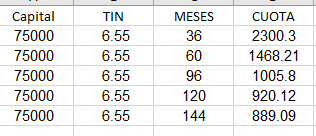 Capital TIN MESES CUOTA
75000 6.55 36 2300.3
75000 6.55 60 1468.21
75000 6.55 96 1005.8
75000 6.55 120 920.12
75000 6.55 144 889.09